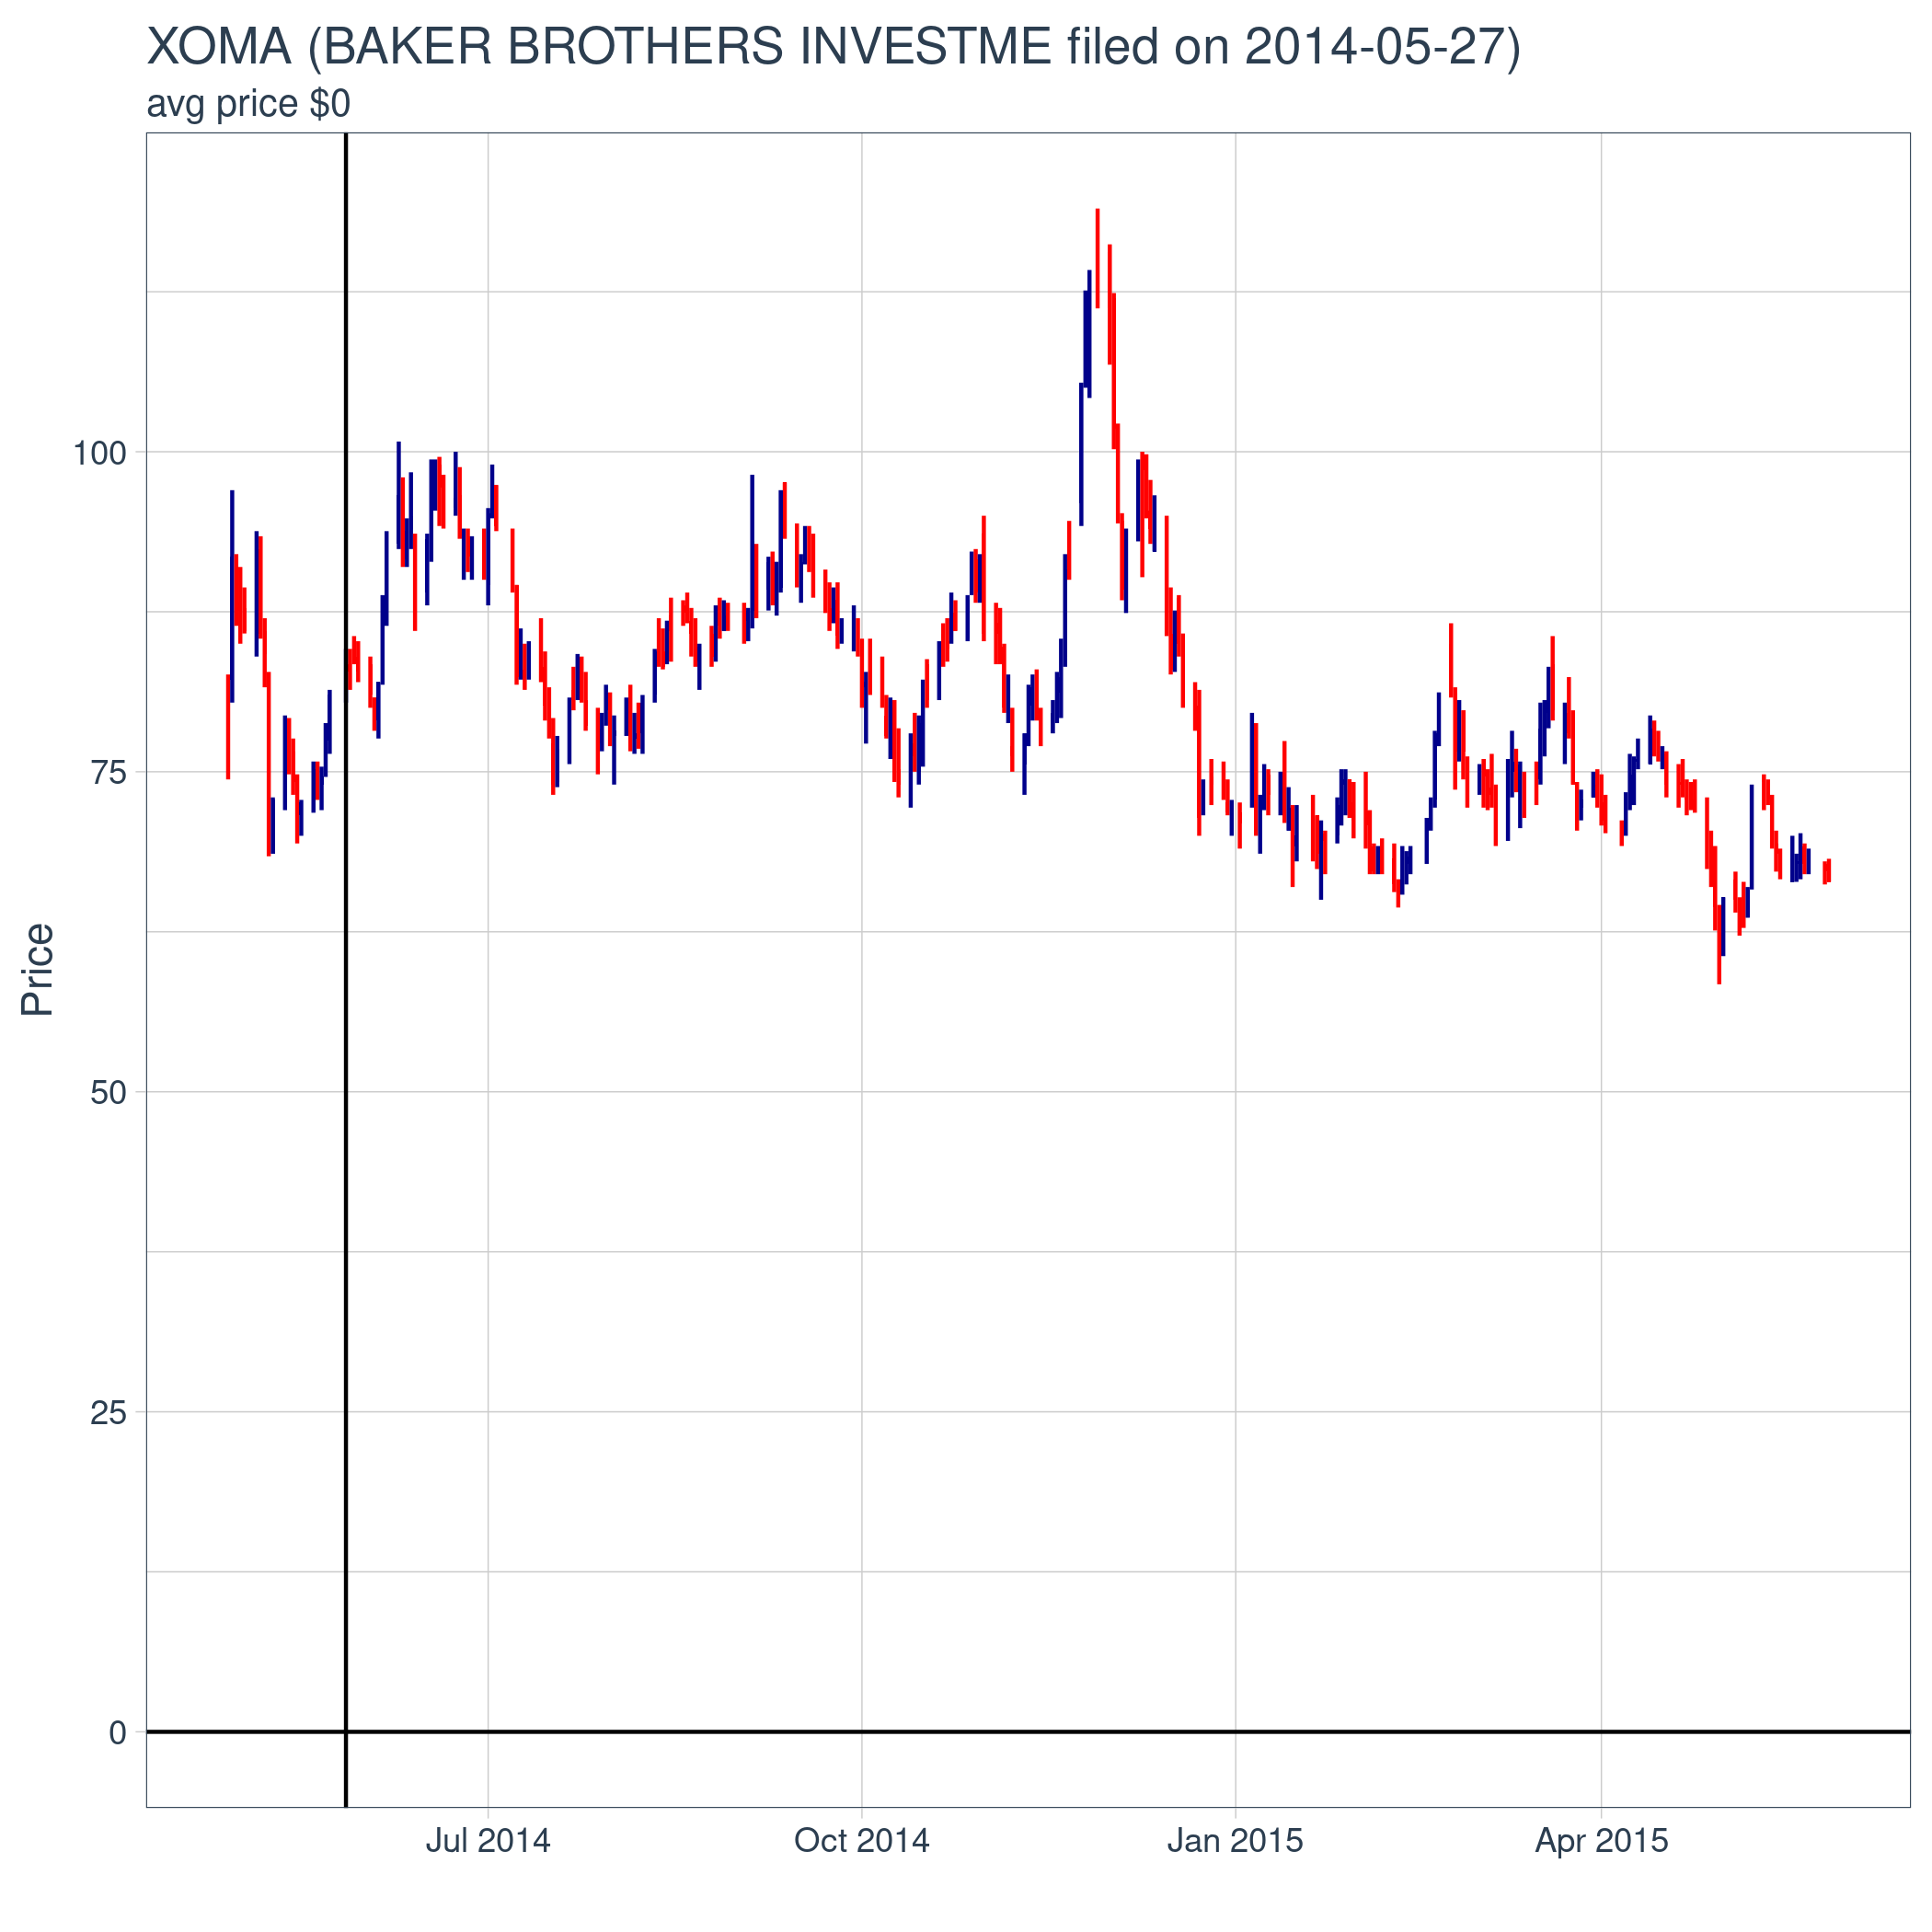 XOMA (BAKER BROTHERS INVESTME filed on 2014-05-27)
avg price $0
100
75
50
25
0
Price
Jul 2014
Oct 2014
Jan 2015
Apr 2015